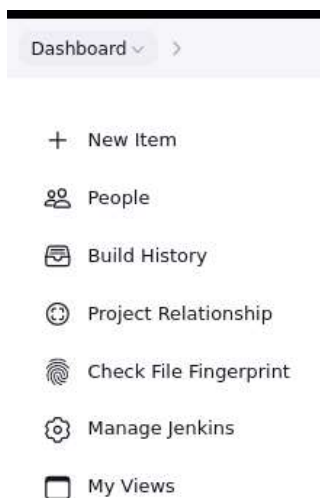 Dashboard
New Item
People
Build History
Project Relationship
Check File Fingerprint
Manage Jenkins
My Views